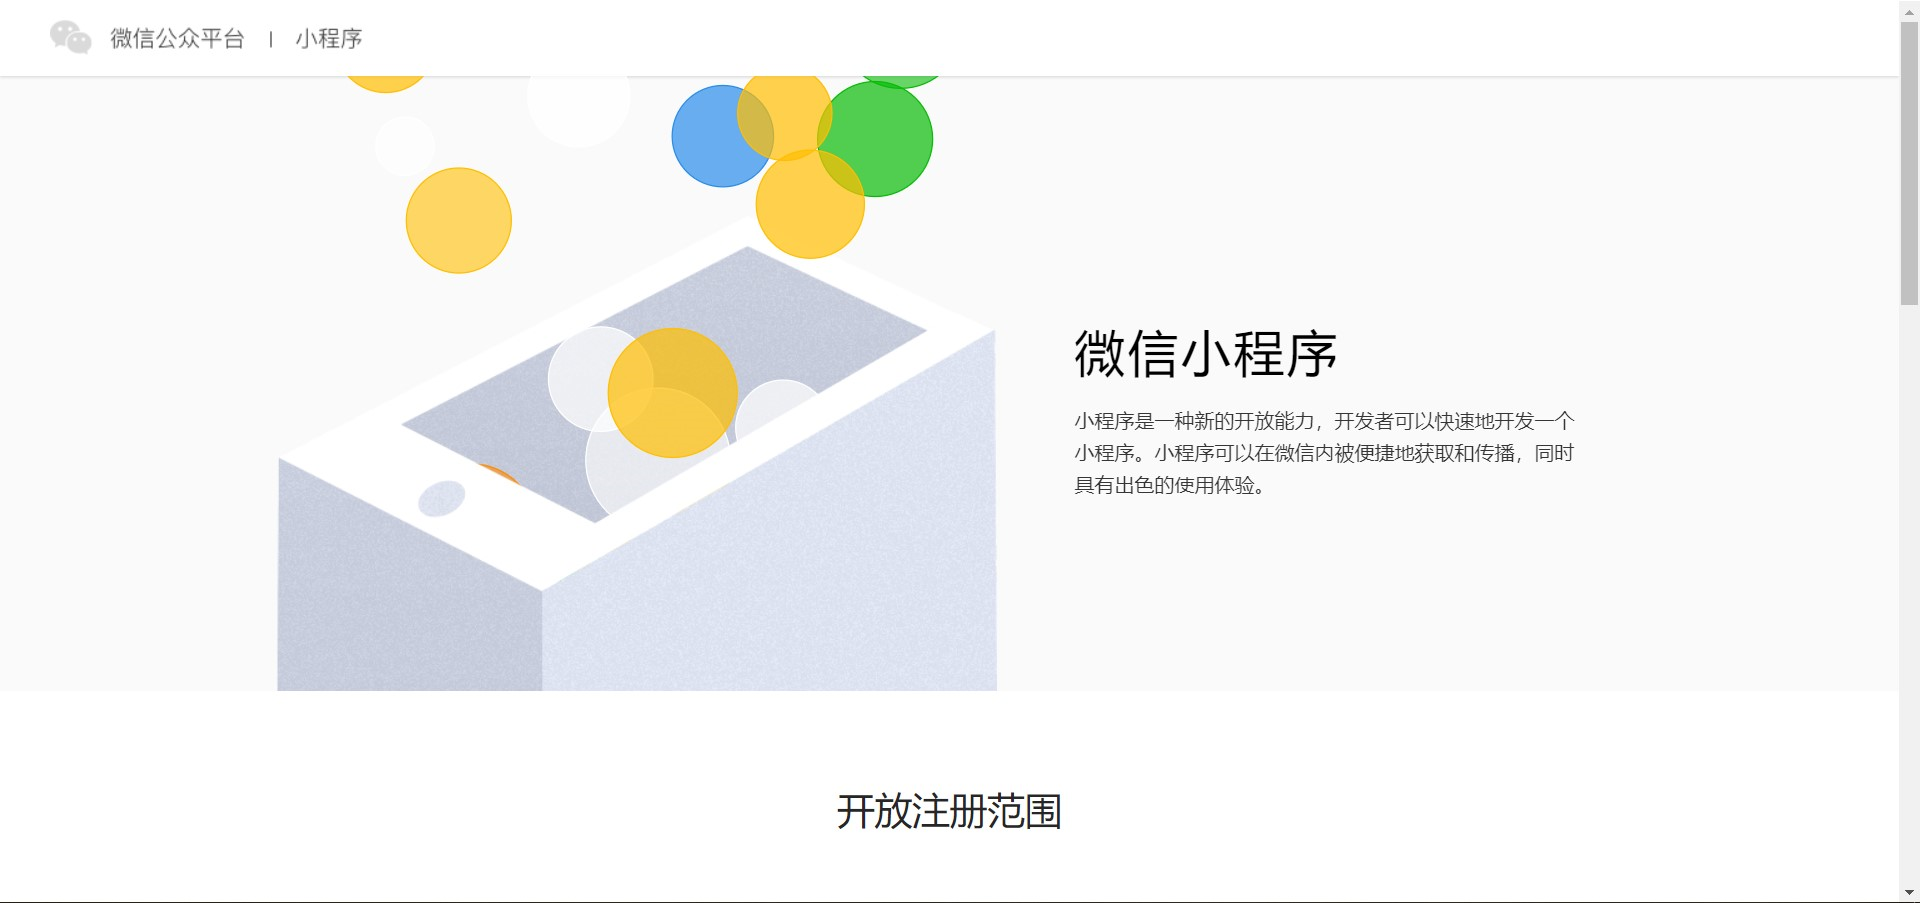 微信公众平台 | 小程序
微信小程序
小程序是一种新的开放能力，开发者可以快速地开发一个
小程序。小程序可以在微信内被便捷地获取和传播，同时
具有出色的使用体验。
开放注册范围